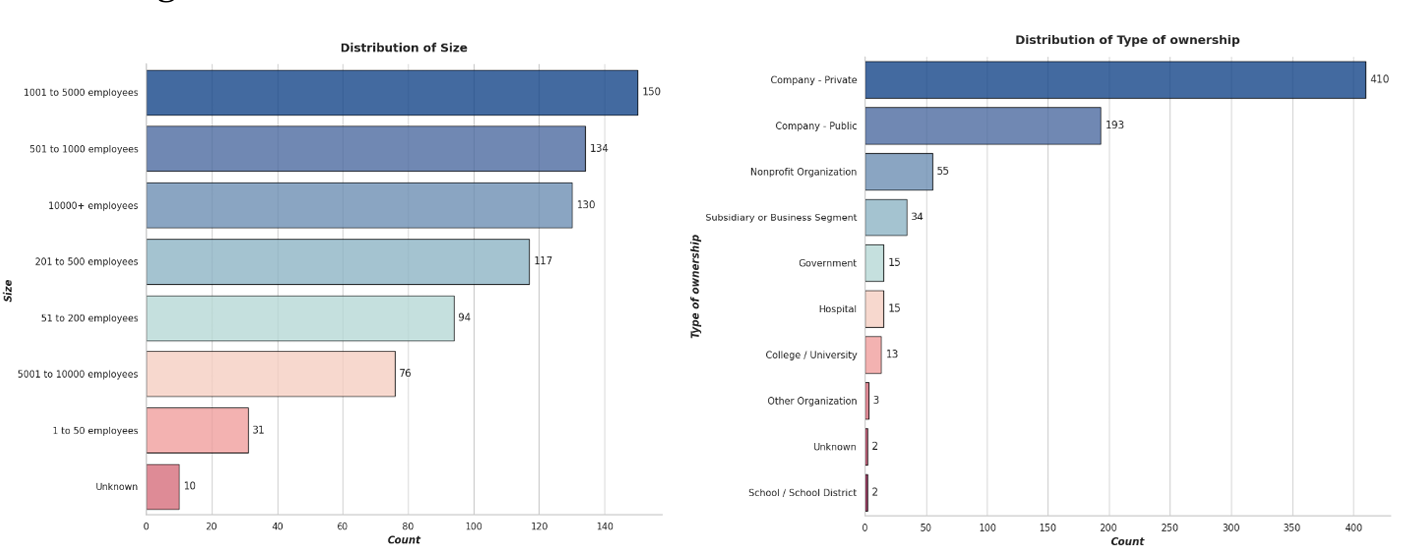 Distribution of Size
Size
1001 to 5000 employees 150
501 to 1000 employees 134
10000+ employees 130
201 to 500 employees 117
51 to 200 employees 94
5001 to 10000 employees 76
1 to 50 employees 31
Unknown 10
0 20 40 60 80 100 120 140
Count
Distribution of Type of ownership
Type of ownership
Company - Private 410
Company - Public 193
Nonprofit Organization 55
Subsidiary or Business Segment 34
Government 15
Hospital 15
College / University 13
Other Organization 3
Unknown 2
School / School District 2
0 50 100 150 200 250 300 350 400
Count